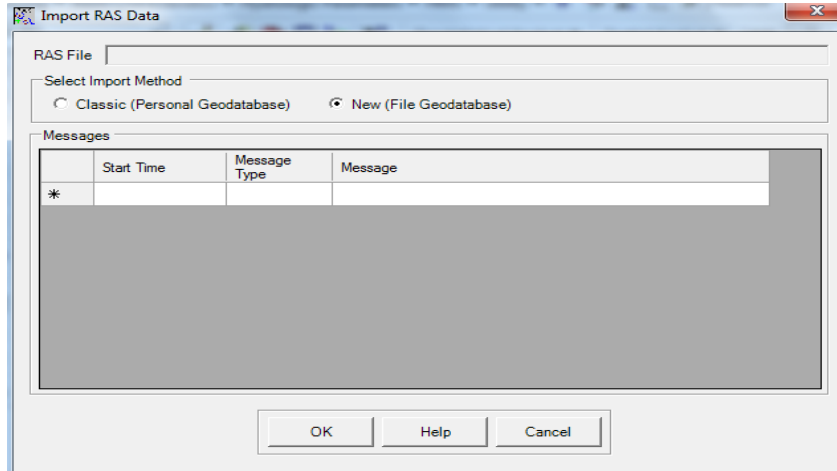 Import RAS Data
RAS File
Select Import Method
Classic (Personal Geodatabase) New (File Geodatabase)
Messages
Start Time Message Type Message
*
OK Help Cancel